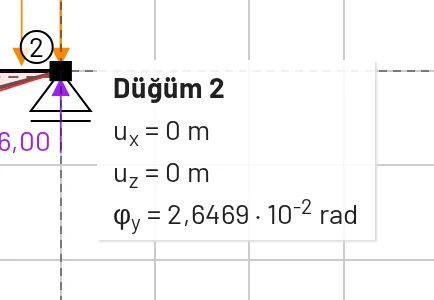 2
Düğüm 2
uₓ = 0 m
6,00
u_z = 0 m
φ_y = 2,6469 · 10⁻² rad